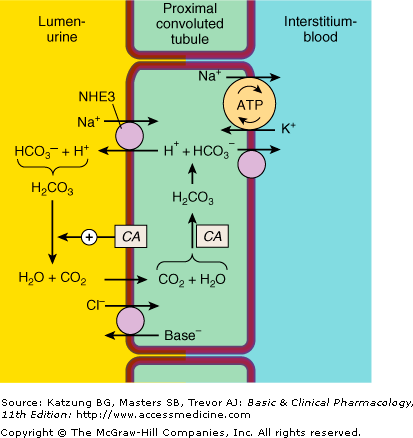 Lumen-
urine
Proximal
convoluted
tubule
Interstitium-
blood
NHE3
Na⁺
Na⁺
ATP
K⁺
HCO₃⁻ + H⁺
H⁺ + HCO₃⁻
H₂CO₃
H₂CO₃
+
CA
CA
H₂O + CO₂
CO₂ + H₂O
Cl⁻
Base⁻
Source: Katzung BG, Masters SB, Trevor AJ: Basic & Clinical Pharmacology,
11th Edition: http://www.accessmedicine.com
Copyright © The McGraw-Hill Companies, Inc. All rights reserved.